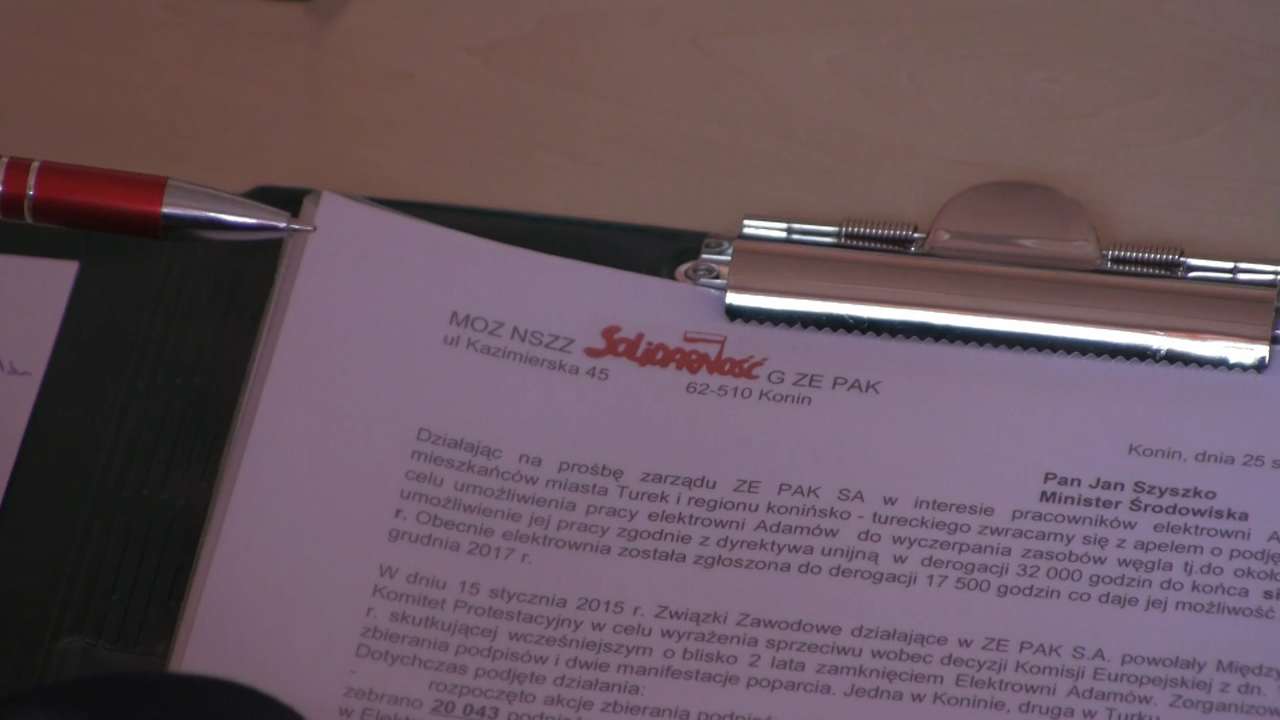 MOZ NSZZ Solidarność G ZE PAK
ul Kazimierska 45 62-510 Konin
Konin, dnia 25
Pan Jan Szyszko
Minister Środowiska
Działając na prośbę zarządu ZE PAK SA w interesie pracowników elektrowni A
mieszkańców miasta Turek i regionu konińsko - tureckiego zwracamy się z apelem o podję
celu umożliwienia pracy elektrowni Adamów do wyczerpania zasobów węgla tj.do około
umożliwienie jej pracy zgodnie z dyrektywa unijną w derogacji 32 000 godzin do końca
r. Obecnie elektrownia została zgłoszona do derogacji 17 500 godzin co daje jej możliwość
grudnia 2017 r.
W dniu 15 stycznia 2015 r. Związki Zawodowe działające w ZE PAK S.A. powołały Między
Komitet Protestacyjny w celu wyrażenia sprzeciwu wobec decyzji Komisji Europejskiej z dn.
r. skutkującej wcześniejszym o blisko 2 lata zamknięciem Elektrowni Adamów. Zorganizow
zbierania podpisów i dwie manifestacje poparcia. Jedna w Koninie, druga w Turku
Dotychczas podjęte działania:
- rozpoczęto akcje zbierania podpisó
zebrano 20 043 podpisó
w Elekt